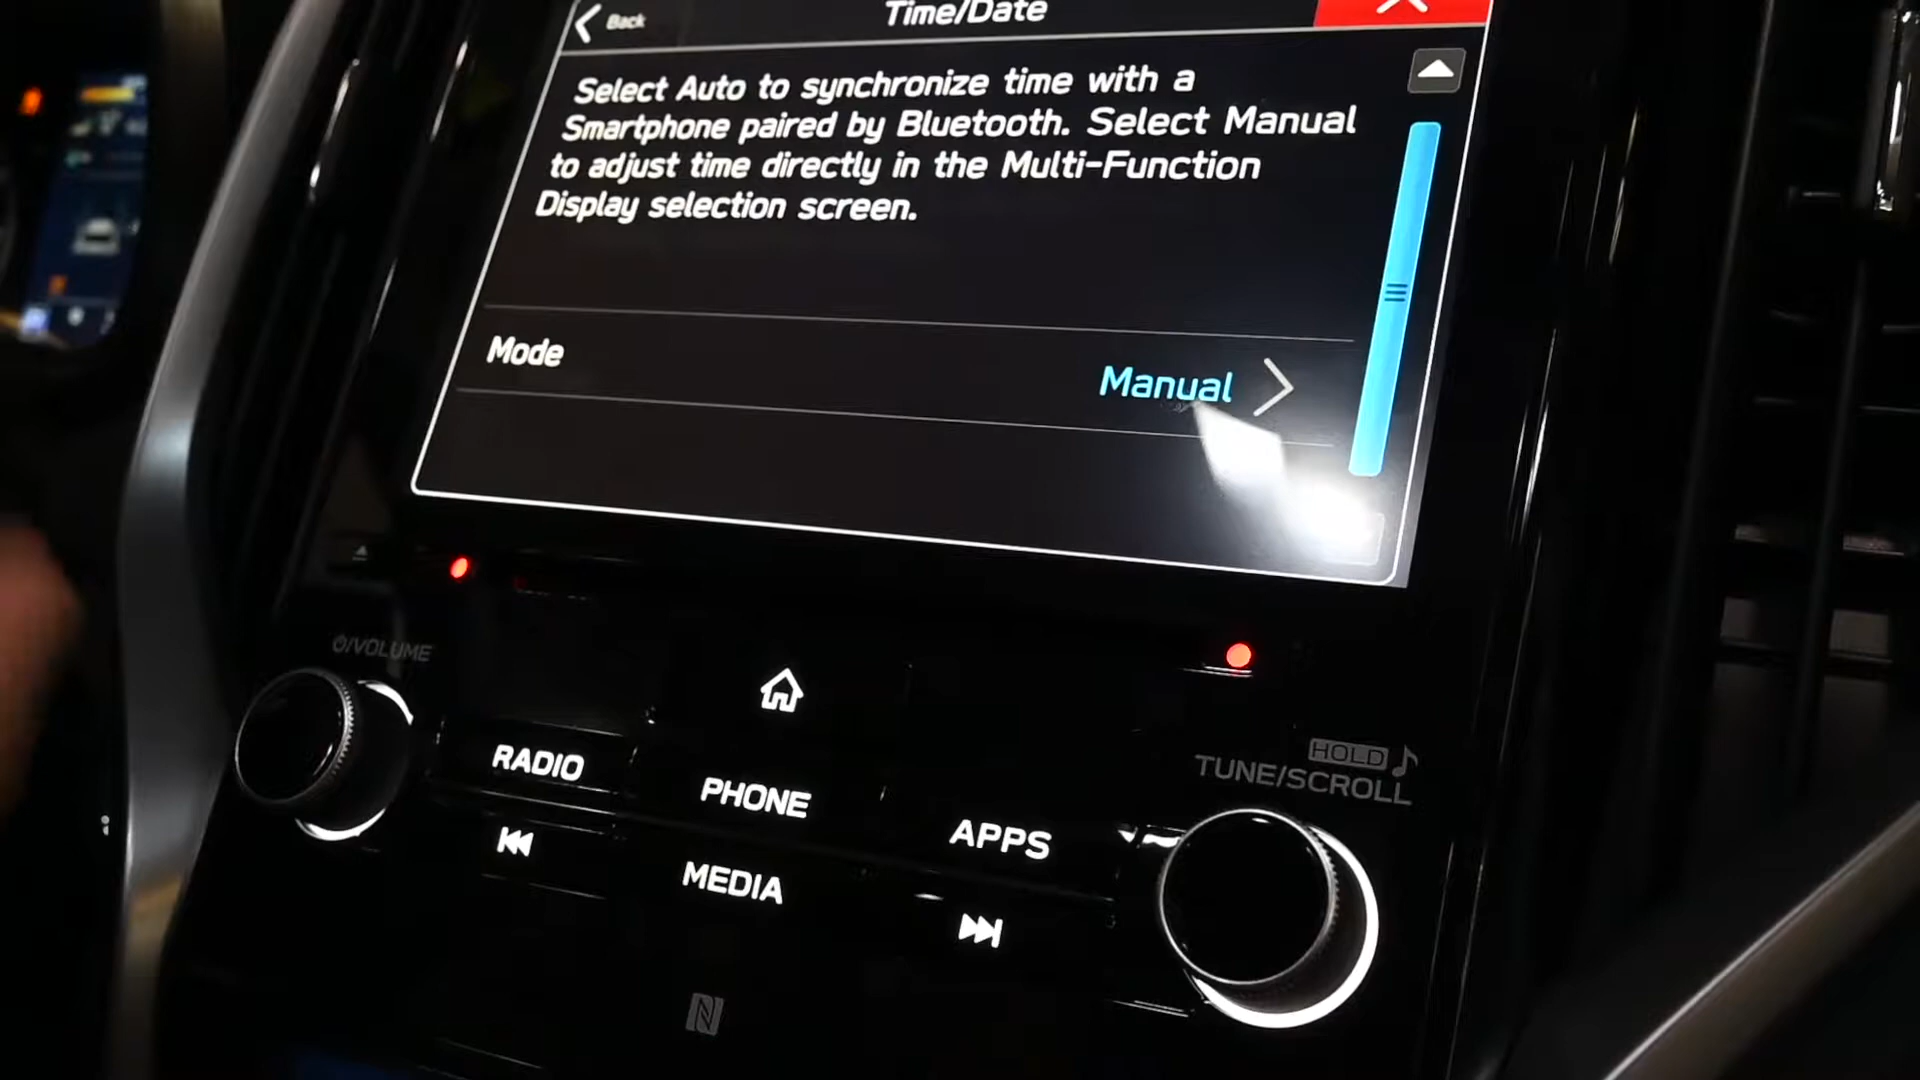 Back
Time/Date
Select Auto to synchronize time with a
Smartphone paired by Bluetooth. Select Manual
to adjust time directly in the Multi-Function
Display selection screen.
Mode
Manual
/VOLUME
HOLD
TUNE/SCROLL
RADIO
PHONE
APPS
MEDIA